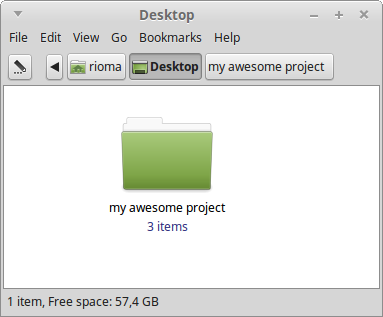 Desktop
File Edit View Go Bookmarks Help
rioma Desktop my awesome project
my awesome project
3 items
1 item, Free space: 57,4 GB